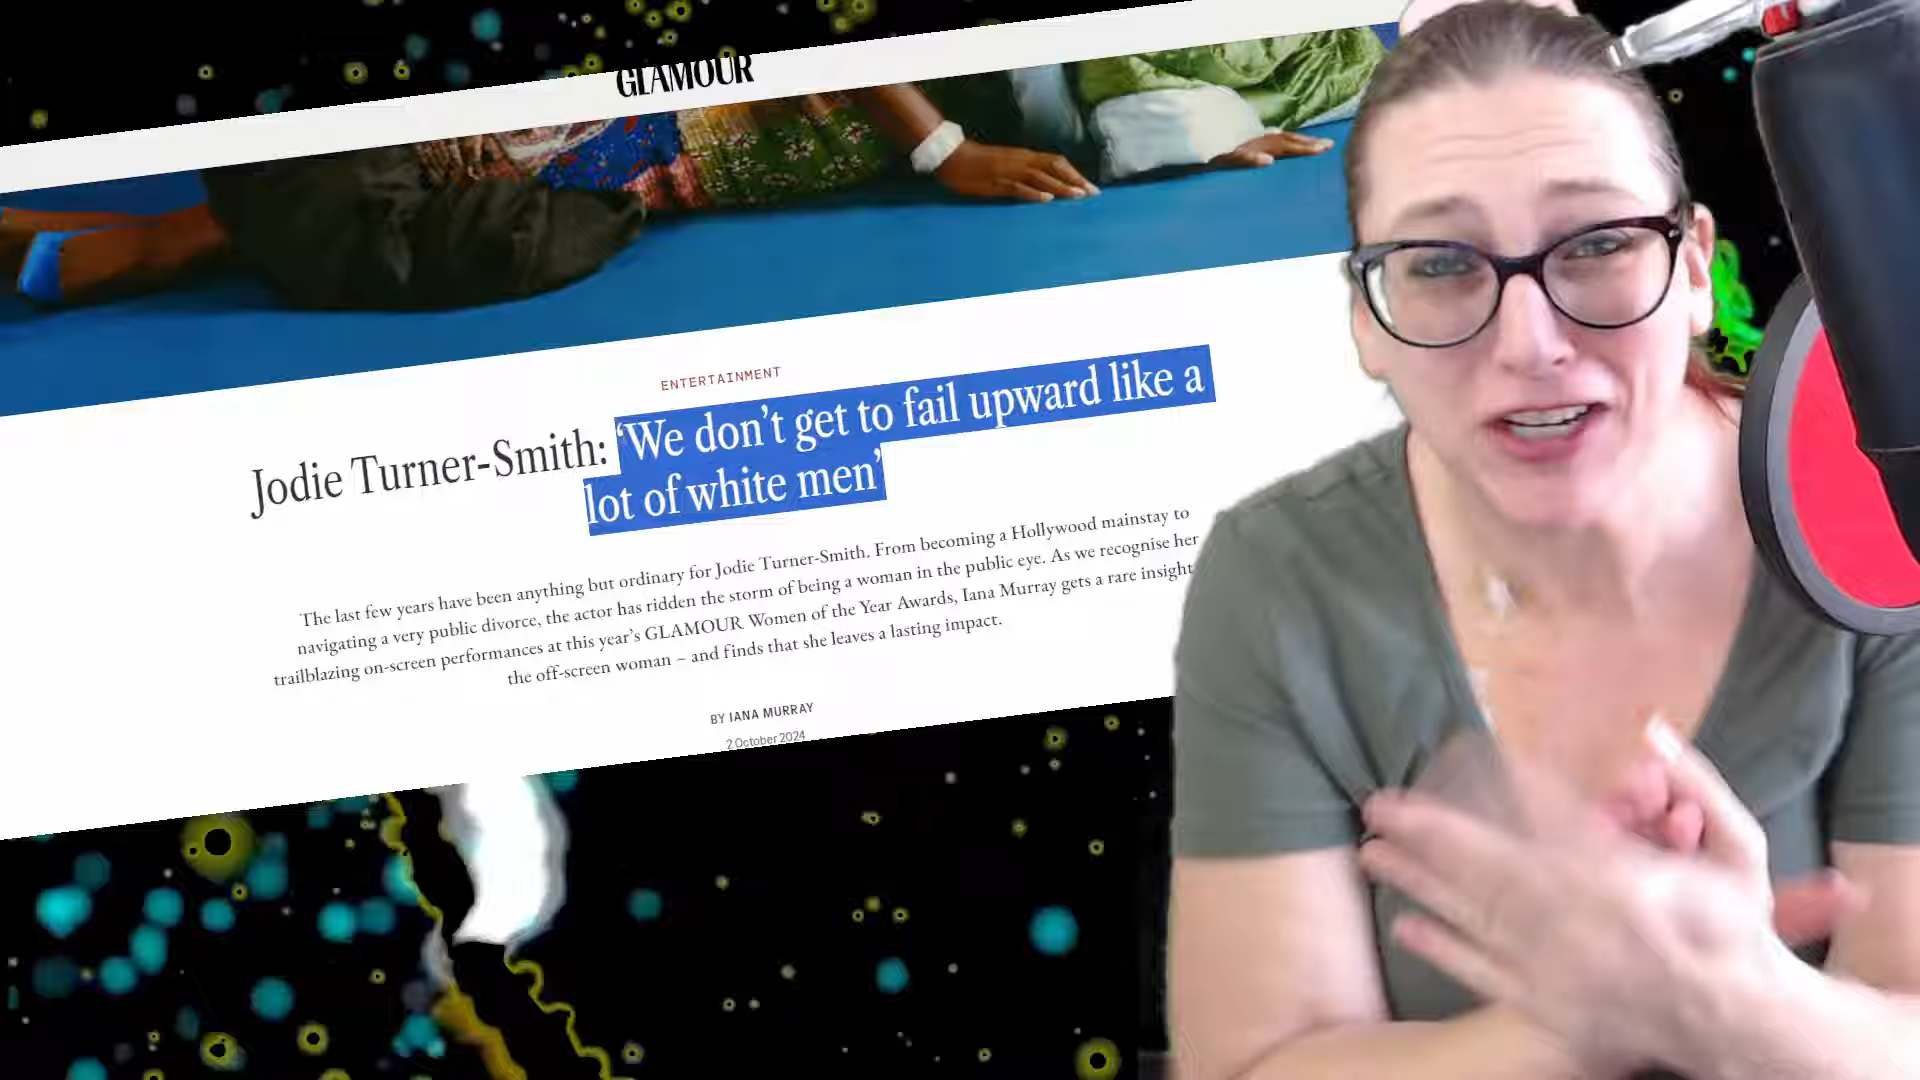 GLAMOUR
ENTERTAINMENT
Jodie Turner-Smith: ‘We don’t get to fail upward like a
lot of white men’
The last few years have been anything but ordinary for Jodie Turner-Smith. From becoming a Hollywood mainstay to
navigating a very public divorce, the actor has ridden the storm of being a woman in the public eye. As we recognise her
trailblazing on-screen performances at this year’s GLAMOUR Women of the Year Awards, Iana Murray gets a rare insight
the off-screen woman – and finds that she leaves a lasting impact.
BY IANA MURRAY
2 October 2024